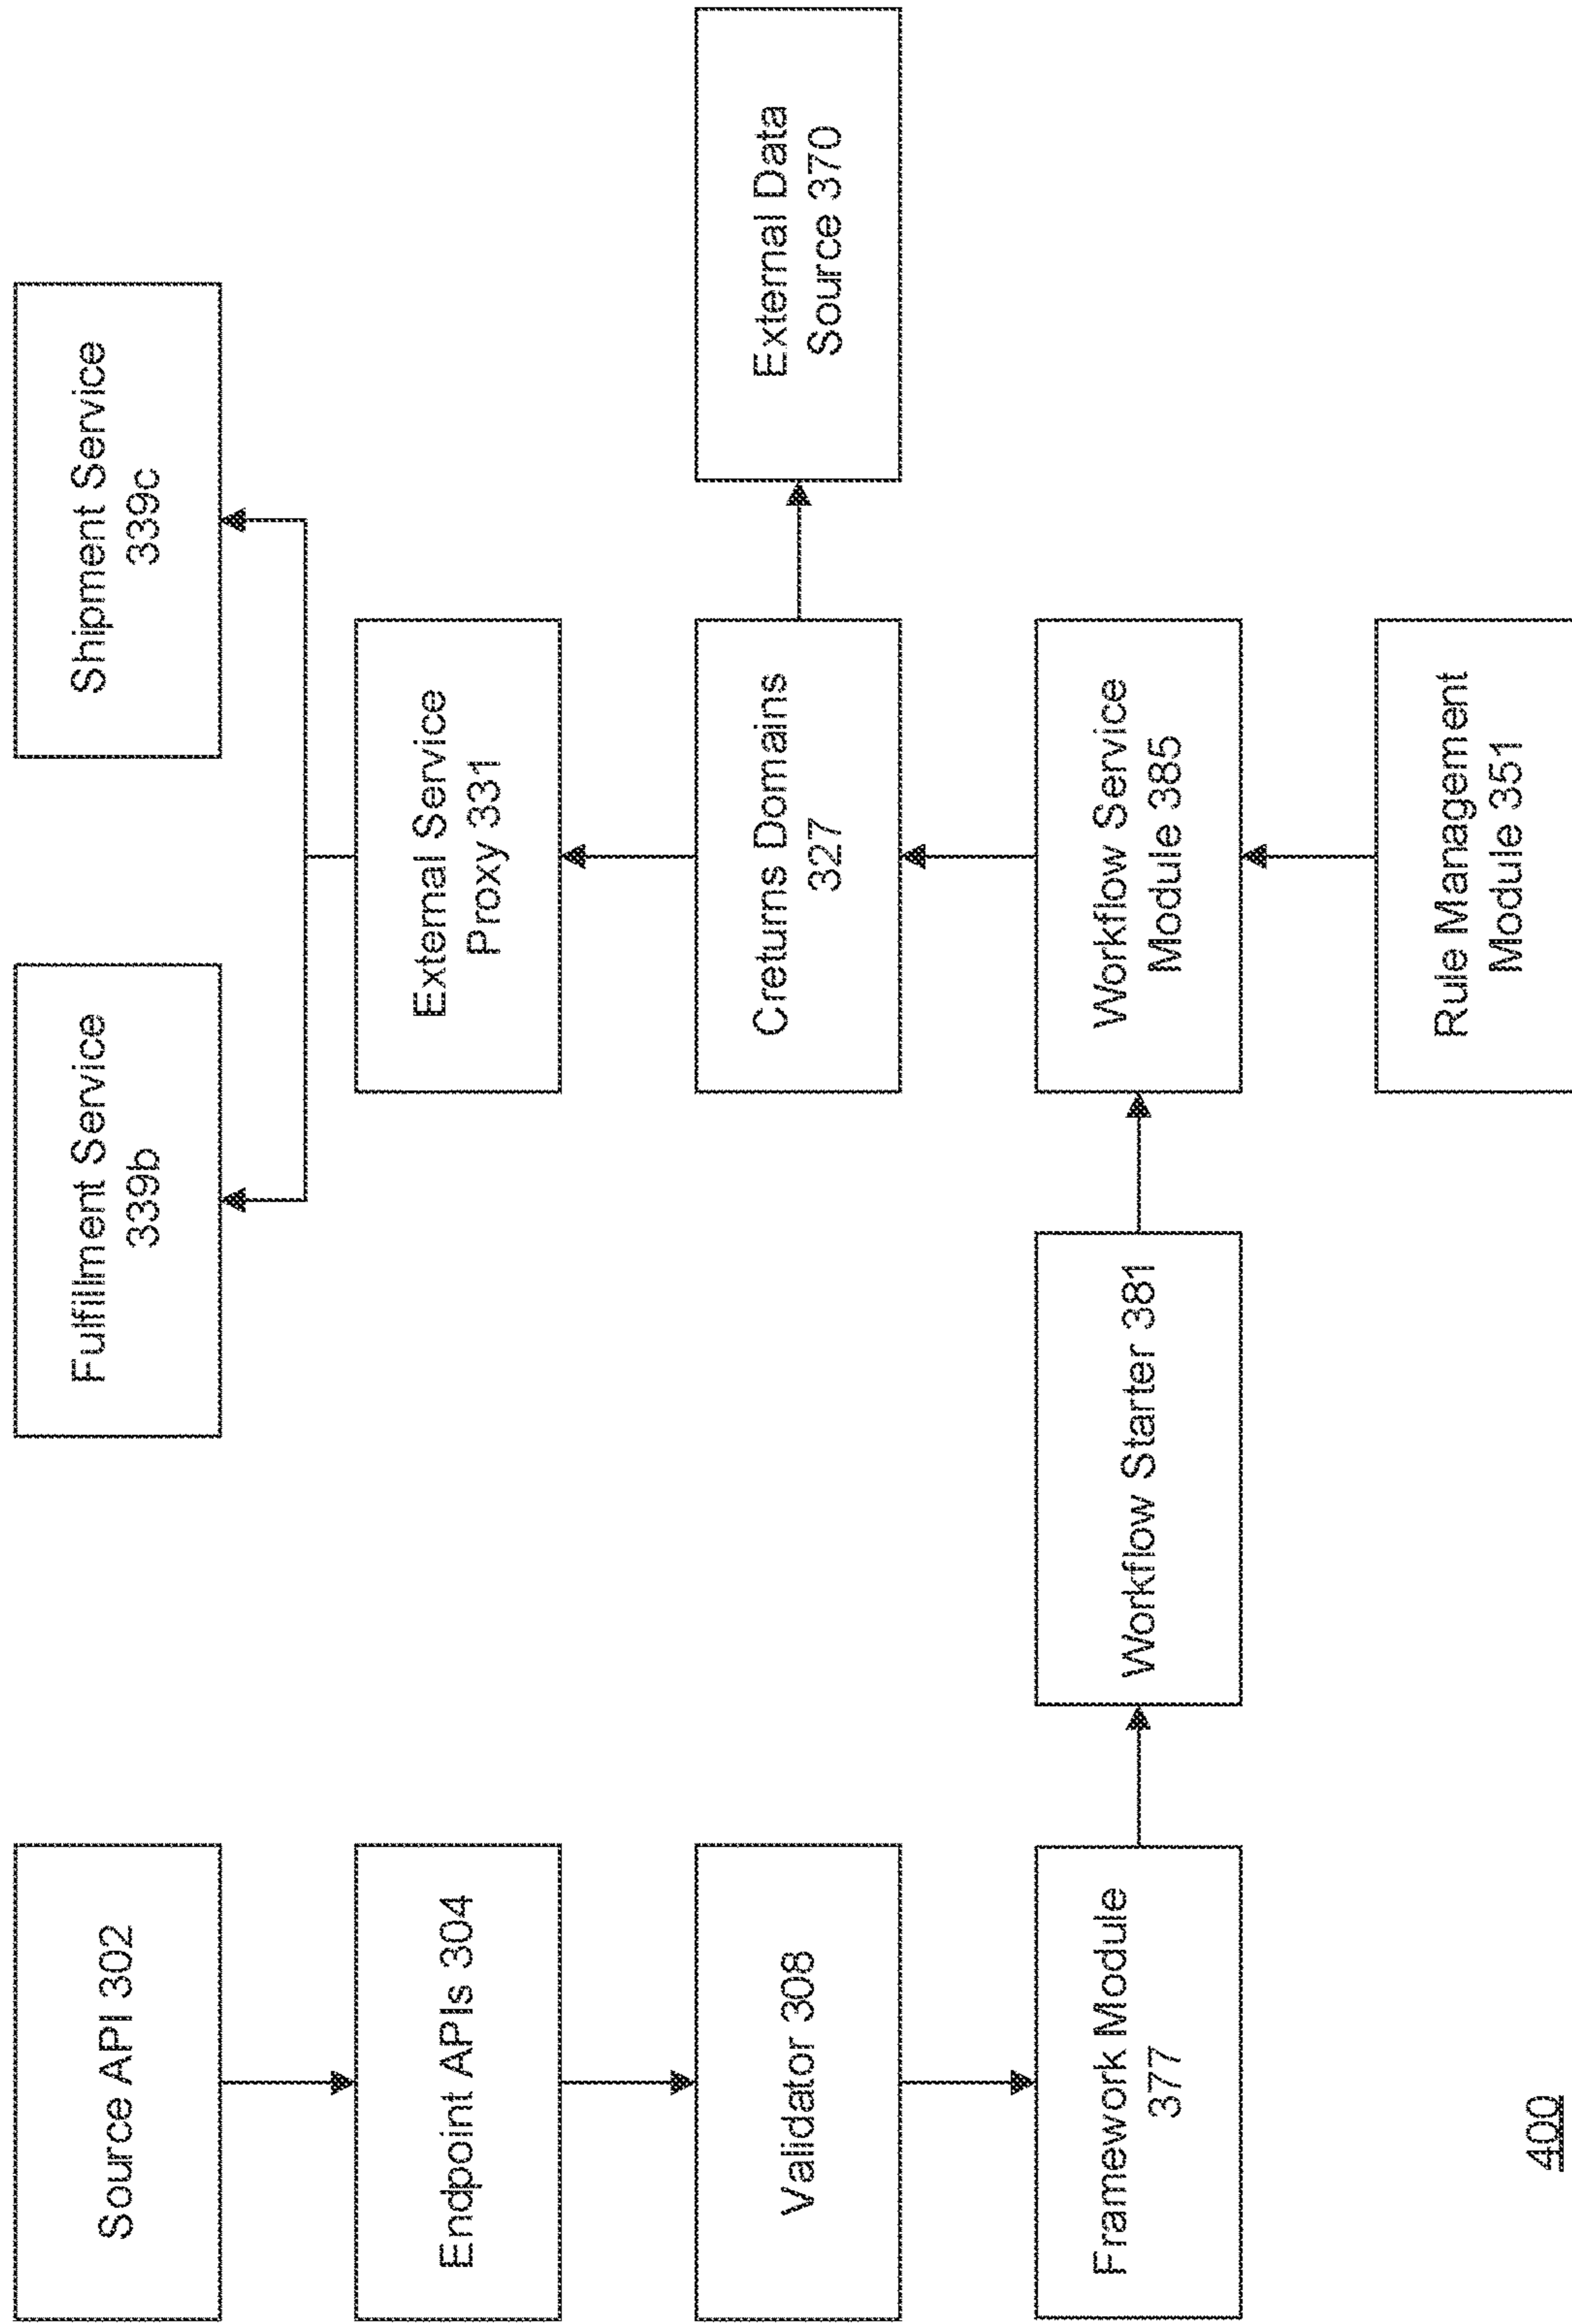 Source API 302
Endpoint APIs 304
Validator 308
Framework Module
377
Workflow Starter 381
Fulfillment Service
339b
Shipment Service
339c
External Service
Proxy 331
Creturns Domains
327
External Data
Source 370
Workflow Service
Module 385
Rule Management
Module 351
400